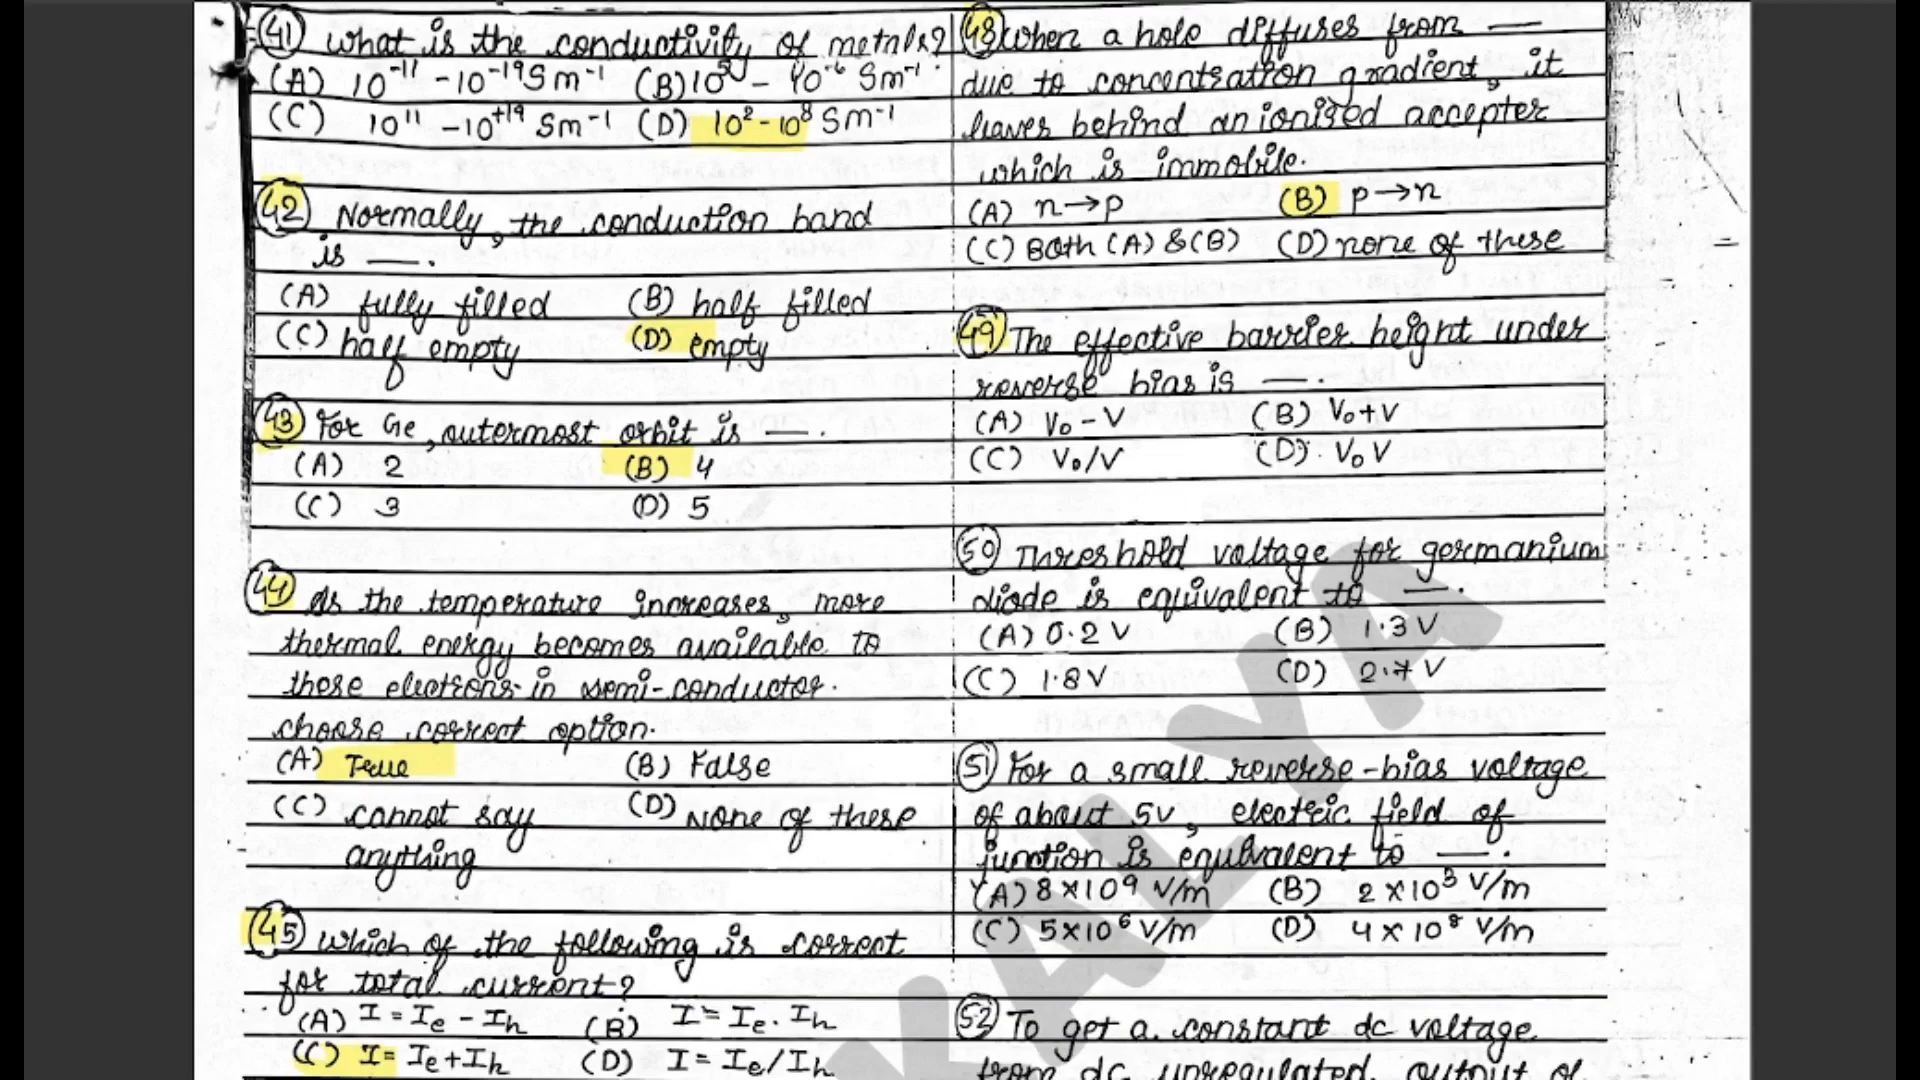 (41) what is the conductivity of metals?
(A) 10⁻¹¹ - 10⁻¹⁹ Sm⁻¹ (B) 10⁵ - 10⁻⁶ Sm⁻¹
(C) 10¹¹ - 10⁺¹⁹ Sm⁻¹ (D) 10² - 10⁸ Sm⁻¹
(42) Normally, the conduction band
is —.
(A) fully filled (B) half filled
(C) half empty (D) empty
(43) For Ge, outermost orbit is —.
(A) 2 (B) 4
(C) 3 (D) 5
(44) As the temperature increases, more
thermal energy becomes available to
these electrons in semi-conductor.
choose correct option.
(A) True (B) False
(C) cannot say (D) None of these
anything
(45) which of the following is correct
for total current?
(A) I = Ie - Ih (B) I = Ie . Ih
(C) I = Ie + Ih (D) I = Ie / Ih
(48) when a hole diffuses from —
due to concentration gradient, it
leaves behind an ionised accepter
which is immobile.
(A) n → p (B) p → n
(C) Both (A) & (B) (D) none of these
(49) The effective barrier height under
reverse bias is —.
(A) V₀ - V (B) V₀ + V
(C) V₀/V (D) V₀ V
(50) Threshold voltage for germanium
diode is equivalent to —.
(A) 0.2 V (B) 1.3 V
(C) 1.8 V (D) 2.7 V
(51) For a small reverse-bias voltage
of about 5v, electric field of
junction is equivalent to —.
(A) 8 × 10⁹ V/m (B) 2 × 10³ V/m
(C) 5 × 10⁶ V/m (D) 4 × 10⁸ V/m
(52) To get a constant dc voltage
from dc unregulated output of
KALYA